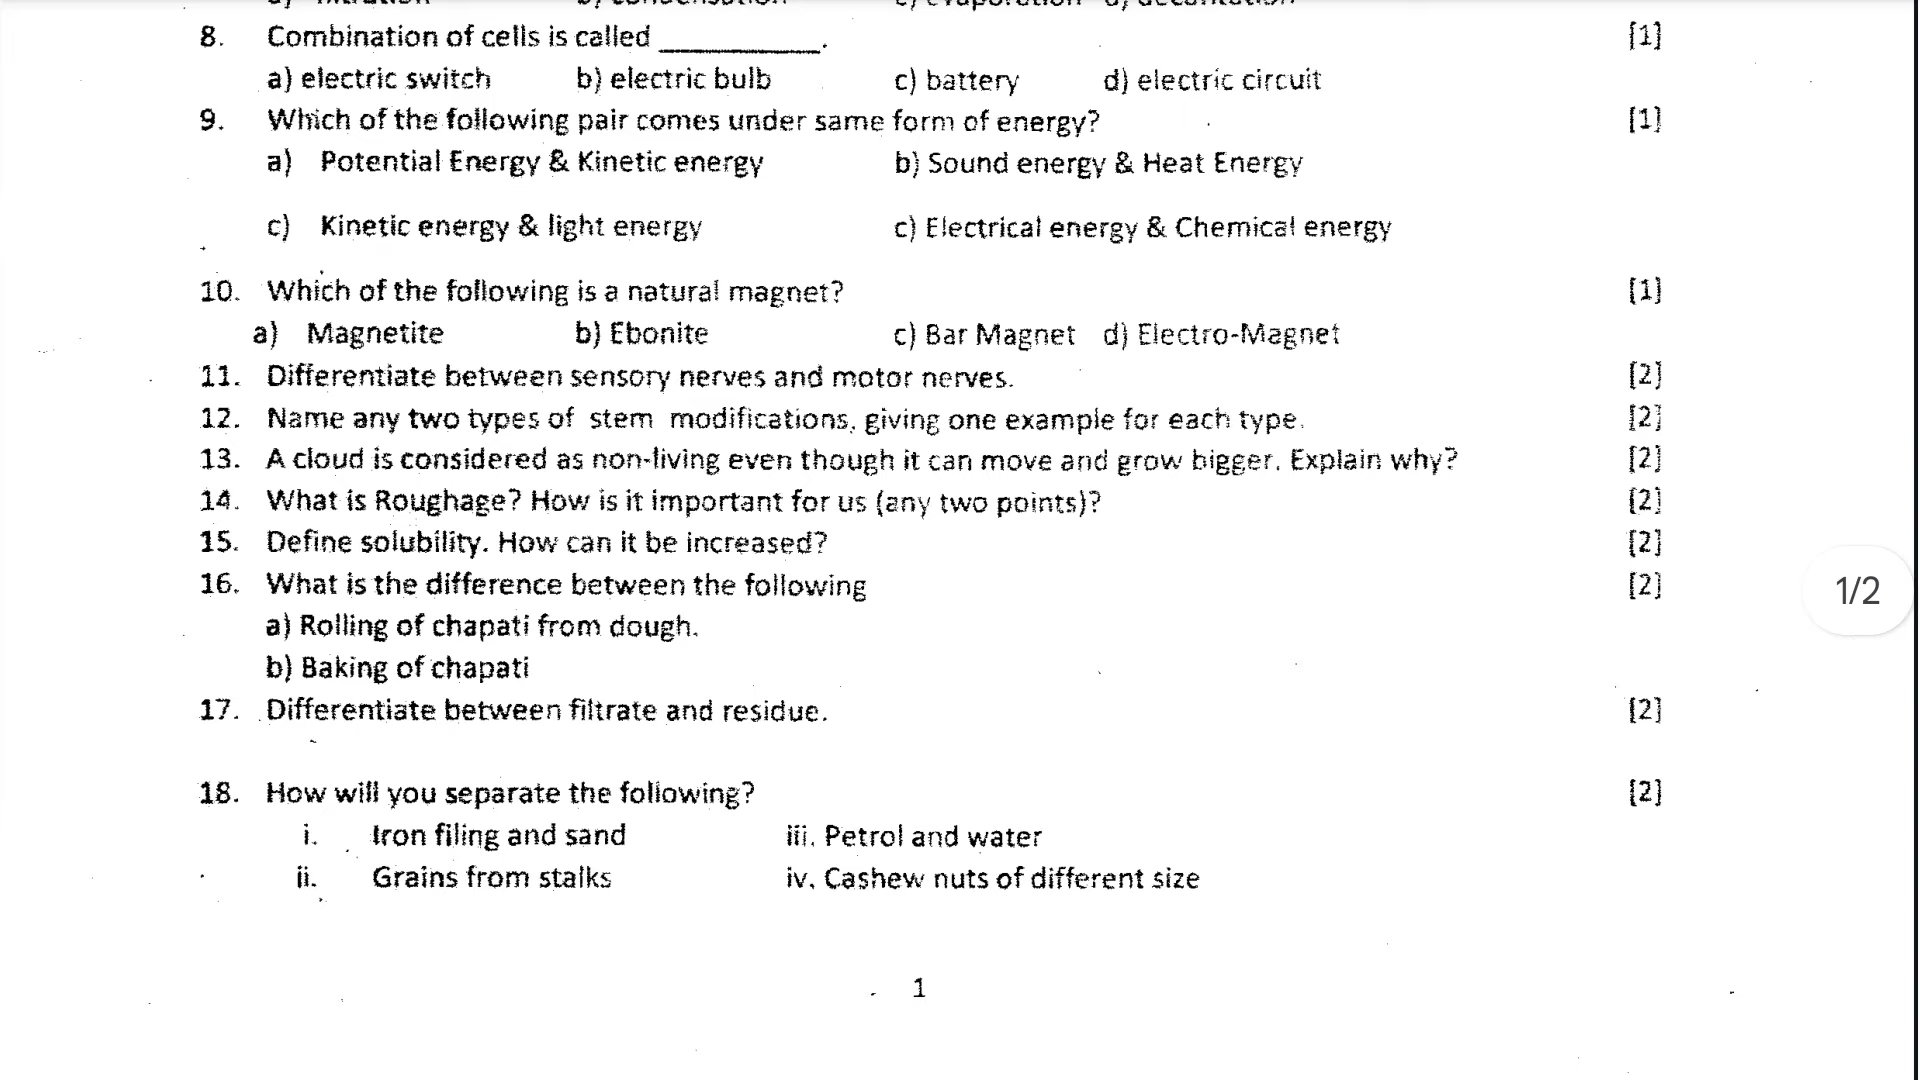 8. Combination of cells is called __________. [1]
a) electric switch b) electric bulb c) battery d) electric circuit
9. Which of the following pair comes under same form of energy? [1]
a) Potential Energy & Kinetic energy b) Sound energy & Heat Energy
c) Kinetic energy & light energy c) Electrical energy & Chemical energy
10. Which of the following is a natural magnet? [1]
a) Magnetite b) Ebonite c) Bar Magnet d) Electro-Magnet
11. Differentiate between sensory nerves and motor nerves. [2]
12. Name any two types of stem modifications, giving one example for each type. [2]
13. A cloud is considered as non-living even though it can move and grow bigger. Explain why? [2]
14. What is Roughage? How is it important for us (any two points)? [2]
15. Define solubility. How can it be increased? [2]
16. What is the difference between the following [2]
a) Rolling of chapati from dough.
b) Baking of chapati
17. Differentiate between filtrate and residue. [2]
18. How will you separate the following? [2]
i. Iron filing and sand iii. Petrol and water
ii. Grains from stalks iv. Cashew nuts of different size
1
1/2